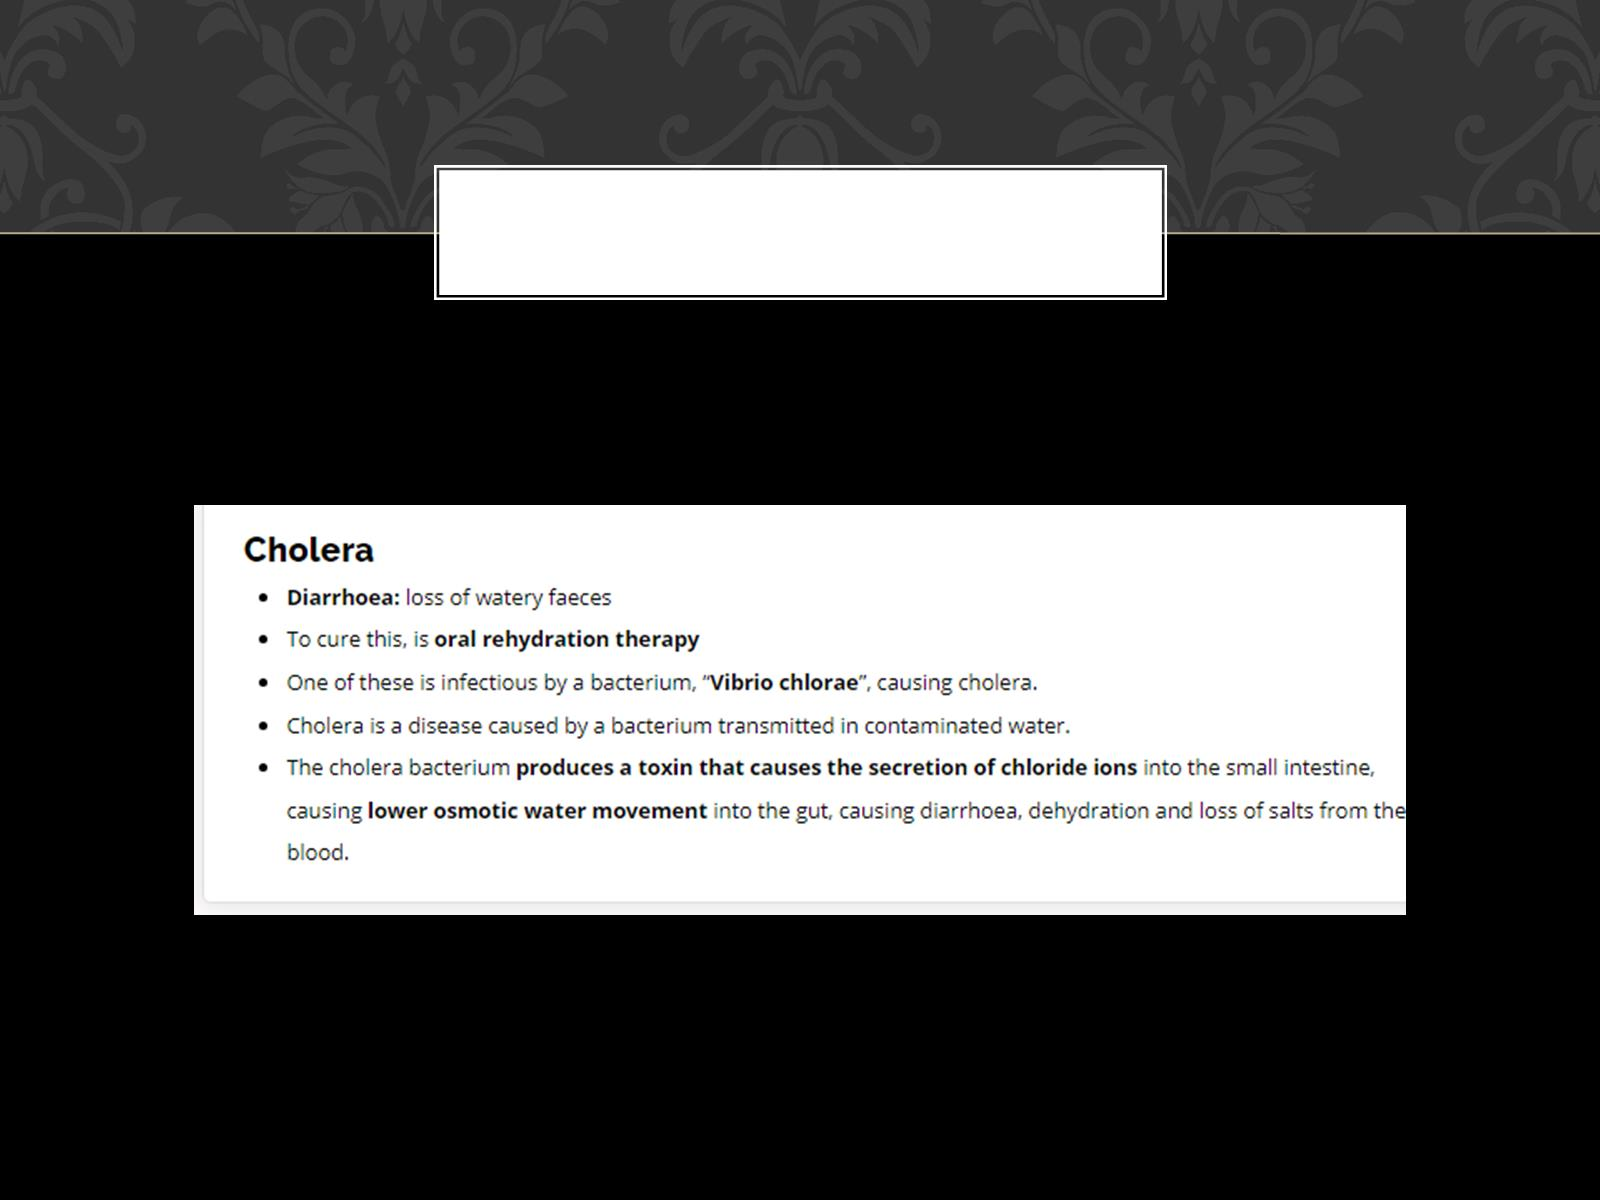 Cholera
• Diarrhoea: loss of watery faeces
• To cure this, is oral rehydration therapy
• One of these is infectious by a bacterium, “Vibrio chlorae”, causing cholera.
• Cholera is a disease caused by a bacterium transmitted in contaminated water.
• The cholera bacterium produces a toxin that causes the secretion of chloride ions into the small intestine,
causing lower osmotic water movement into the gut, causing diarrhoea, dehydration and loss of salts from the
blood.